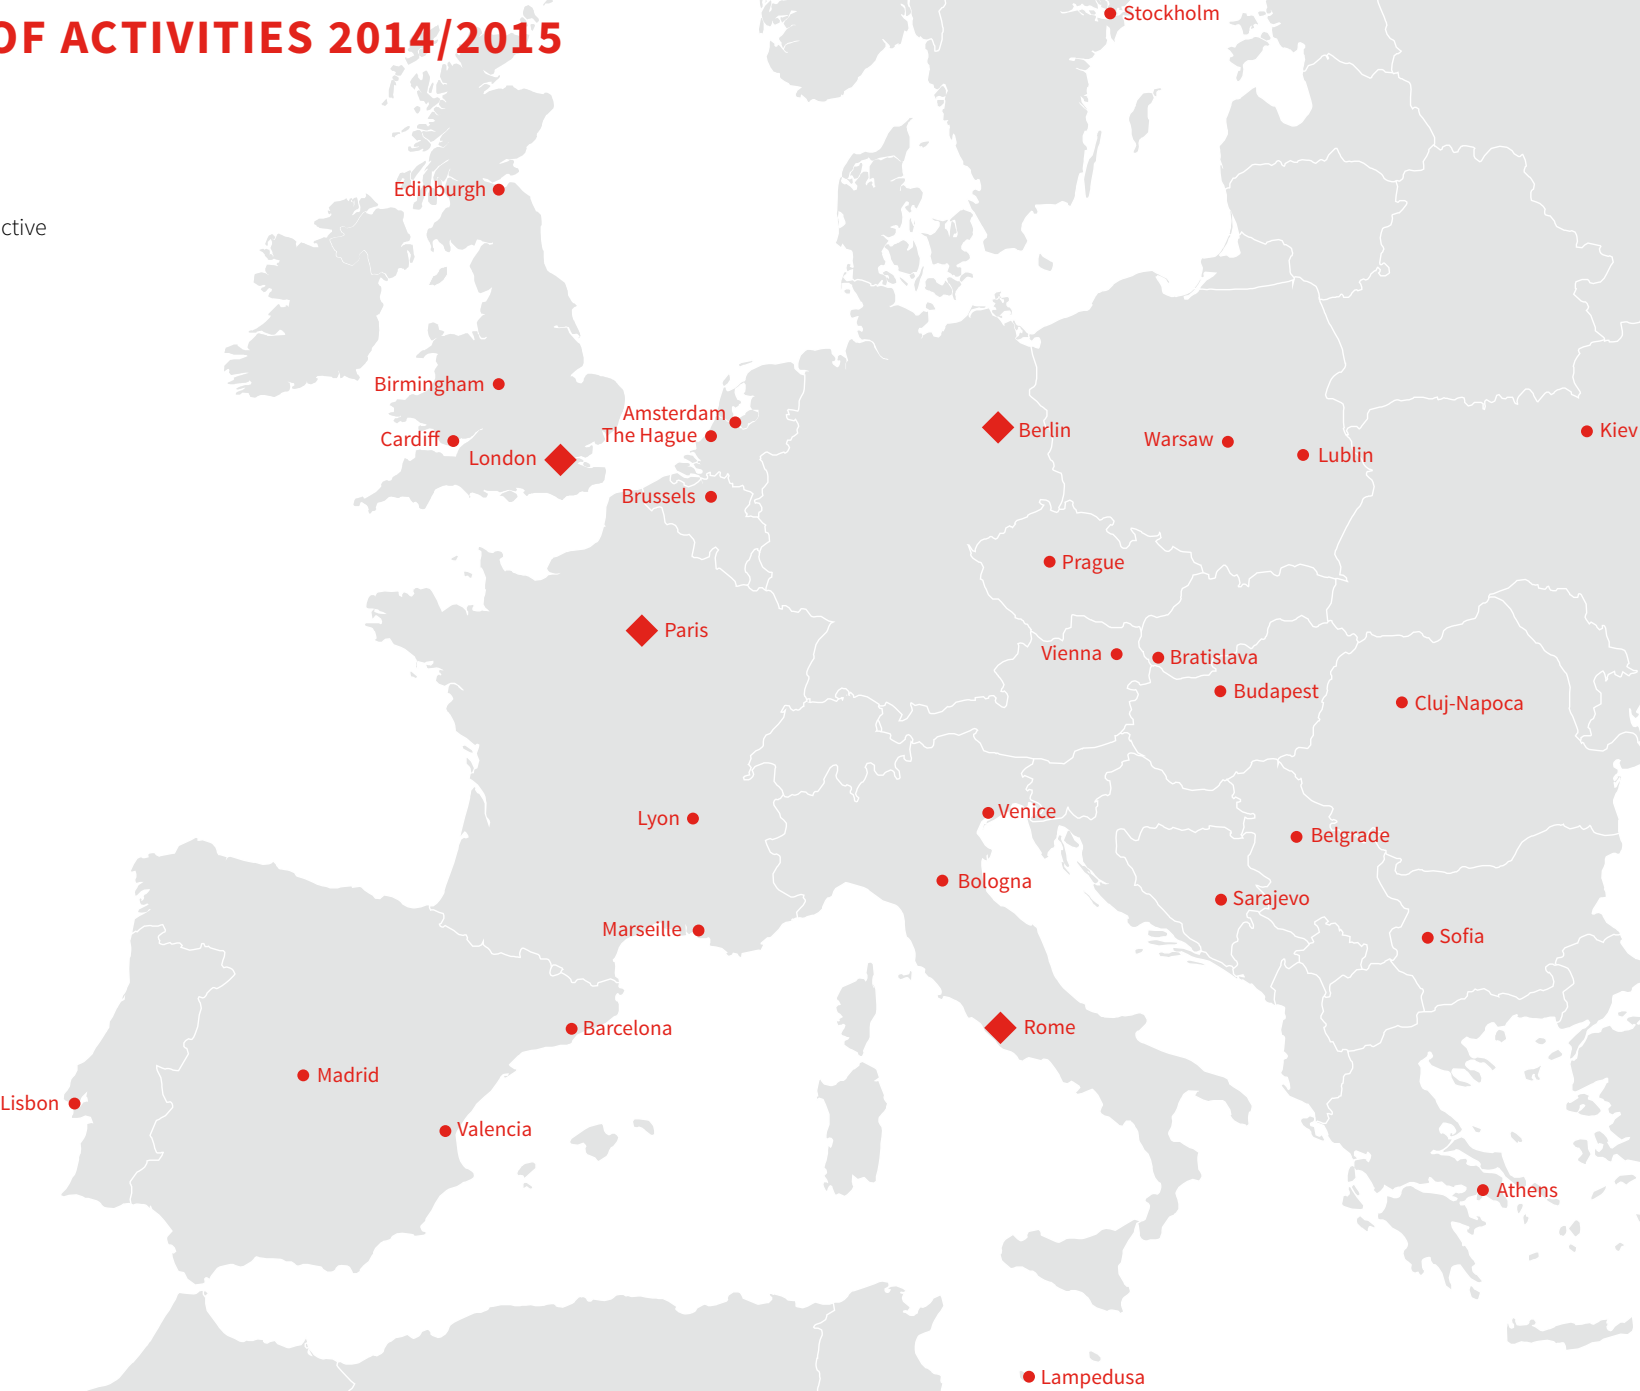 OF ACTIVITIES 2014/2015
Stockholm
Edinburgh
ctive
Birmingham
Amsterdam
The Hague
Cardiff
London
Berlin
Warsaw
Lublin
Kiev
Brussels
Prague
Paris
Vienna
Bratislava
Budapest
Cluj-Napoca
Lyon
Venice
Belgrade
Bologna
Sarajevo
Marseille
Sofia
Barcelona
Rome
Madrid
Lisbon
Valencia
Athens
Lampedusa